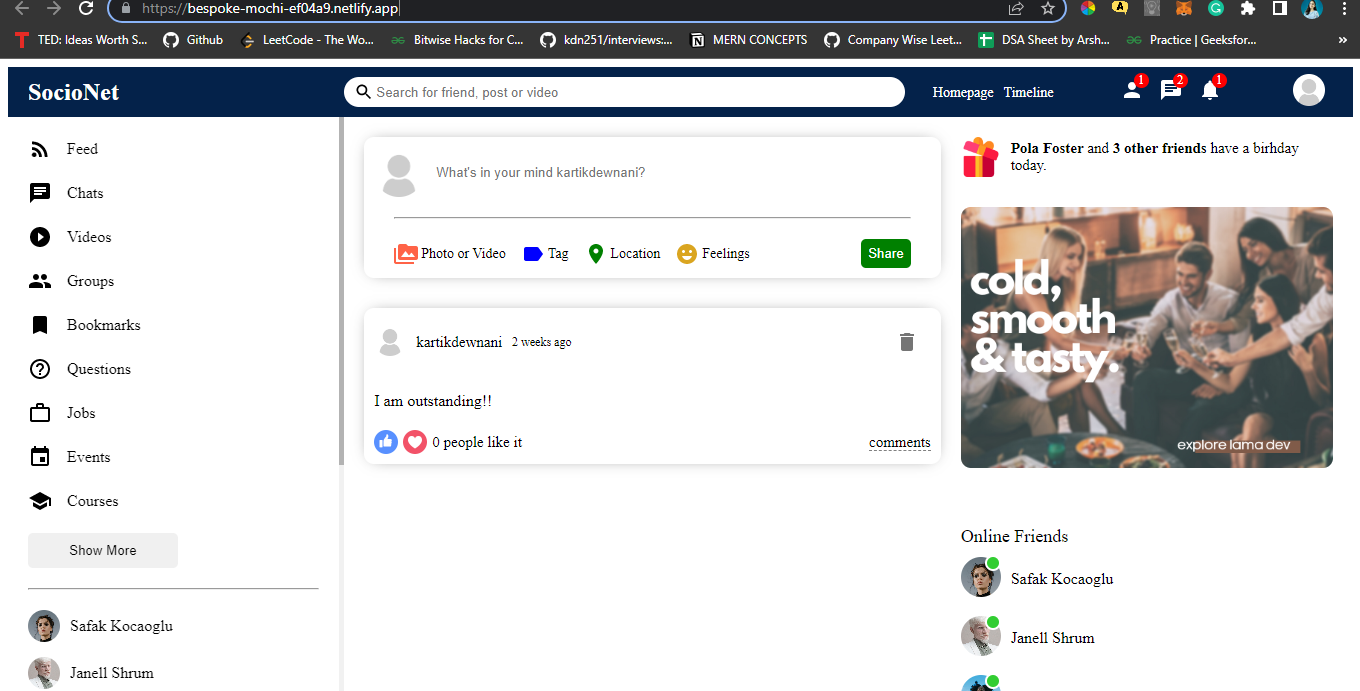 https://bespoke-mochi-ef04a9.netlify.app
TED: Ideas Worth S...
Github
LeetCode - The Wo...
Bitwise Hacks for C...
kdn251/interviews:...
MERN CONCEPTS
Company Wise Leet...
DSA Sheet by Arsh...
Practice | Geeksfor...
»
SocioNet
Search for friend, post or video
Homepage
Timeline
1
2
1
Feed
Chats
Videos
Groups
Bookmarks
Questions
Jobs
Events
Courses
Show More
Safak Kocaoglu
Janell Shrum
What's in your mind kartikdewnani?
Photo or Video
Tag
Location
Feelings
Share
kartikdewnani
2 weeks ago
I am outstanding!!
0 people like it
comments
Pola Foster and 3 other friends have a birhday
today.
cold,
smooth
& tasty.
explore lama dev
Online Friends
Safak Kocaoglu
Janell Shrum